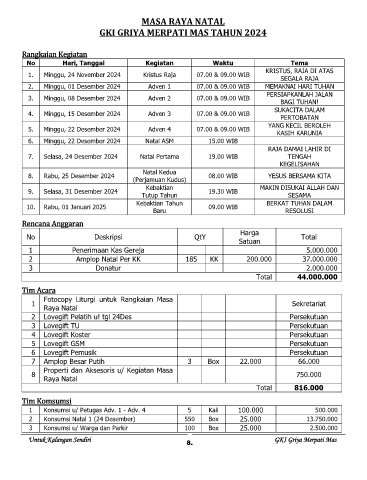 MASA RAYA NATAL
GKI GRIYA MERPATI MAS TAHUN 2024
Rangkaian Kegiatan
No Hari, Tanggal Kegiatan Waktu Tema
1. Minggu, 24 November 2024 Kristus Raja 07.00 & 09.00 WIB KRISTUS, RAJA DI ATAS
SEGALA RAJA
2. Minggu, 01 Desember 2024 Adven 1 07.00 & 09.00 WIB MEMAKNAI HARI TUHAN
3. Minggu, 08 Desember 2024 Adven 2 07.00 & 09.00 WIB PERSIAPKANLAH JALAN
BAGI TUHAN!
4. Minggu, 15 Desember 2024 Adven 3 07.00 & 09.00 WIB SUKACITA DALAM
PERTOBATAN
5. Minggu, 22 Desember 2024 Adven 4 07.00 & 09.00 WIB YANG KECIL BEROLEH
KASIH KARUNIA
6. Minggu, 22 Desember 2024 Natal ASM 15.00 WIB
7. Selasa, 24 Desember 2024 Natal Pertama 19.00 WIB RAJA DAMAI LAHIR DI
TENGAH
KEGELISAHAN
8. Rabu, 25 Desember 2024 Natal Kedua
(Perjamuan Kudus) 08.00 WIB YESUS BERSAMA KITA
9. Selasa, 31 Desember 2024 Kebaktian
Tutup Tahun 19.30 WIB MAKIN DISUKAI ALLAH DAN
SESAMA
10. Rabu, 01 Januari 2025 Kebaktian Tahun
Baru 09.00 WIB BERKAT TUHAN DALAM
RESOLUSI
Rencana Anggaran
No Deskripsi QtY Harga
Satuan Total
1 Penerimaan Kas Gereja 5.000.000
2 Amplop Natal Per KK 185 KK 200.000 37.000.000
3 Donatur 2.000.000
Total 44.000.000
Tim Acara
1 Fotocopy Liturgi untuk Rangkaian Masa
Raya Natal Sekretariat
2 Lovegift Pelatih u/ tgl 24Des Persekutuan
3 Lovegift TU Persekutuan
4 Lovegift Koster Persekutuan
5 Lovegift GSM Persekutuan
6 Lovegift Pemusik Persekutuan
7 Amplop Besar Putih 3 Box 22.000 66.000
8 Properti dan Aksesoris u/ Kegiatan Masa
Raya Natal 750.000
Total 816.000
Tim Komsumsi
1 Konsumsi u/ Petugas Adv. 1 - Adv. 4 5 Kali 100.000 500.000
2 Konsumsi Natal 1 (24 Desember) 550 Box 25.000 13.750.000
3 Konsumsi u/ Warga dan Parkir 100 Box 25.000 2.500.000
Untuk Kalangan Sendiri 8. GKI Griya Merpati Mas